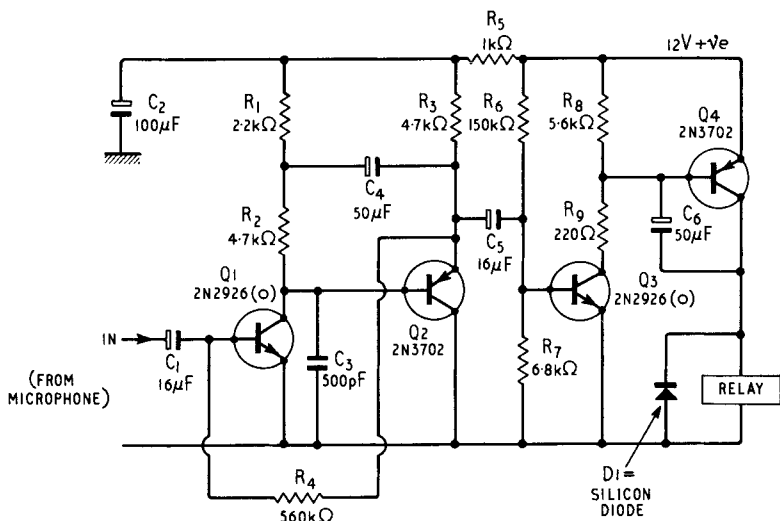 R5
1kΩ
12V+ve
C2
100µF
R1
2.2kΩ
R3
4.7kΩ
R6
150kΩ
R8
5.6kΩ
Q4
2N3702
C4
50µF
R2
4.7kΩ
C5
16µF
R9
220Ω
C6
50µF
Q1
2N2926(O)
Q2
2N3702
Q3
2N2926(O)
IN
C1
16µF
(FROM
MICROPHONE)
C3
500pF
R7
6.8kΩ
RELAY
R4
560kΩ
D1=
SILICON
DIODE